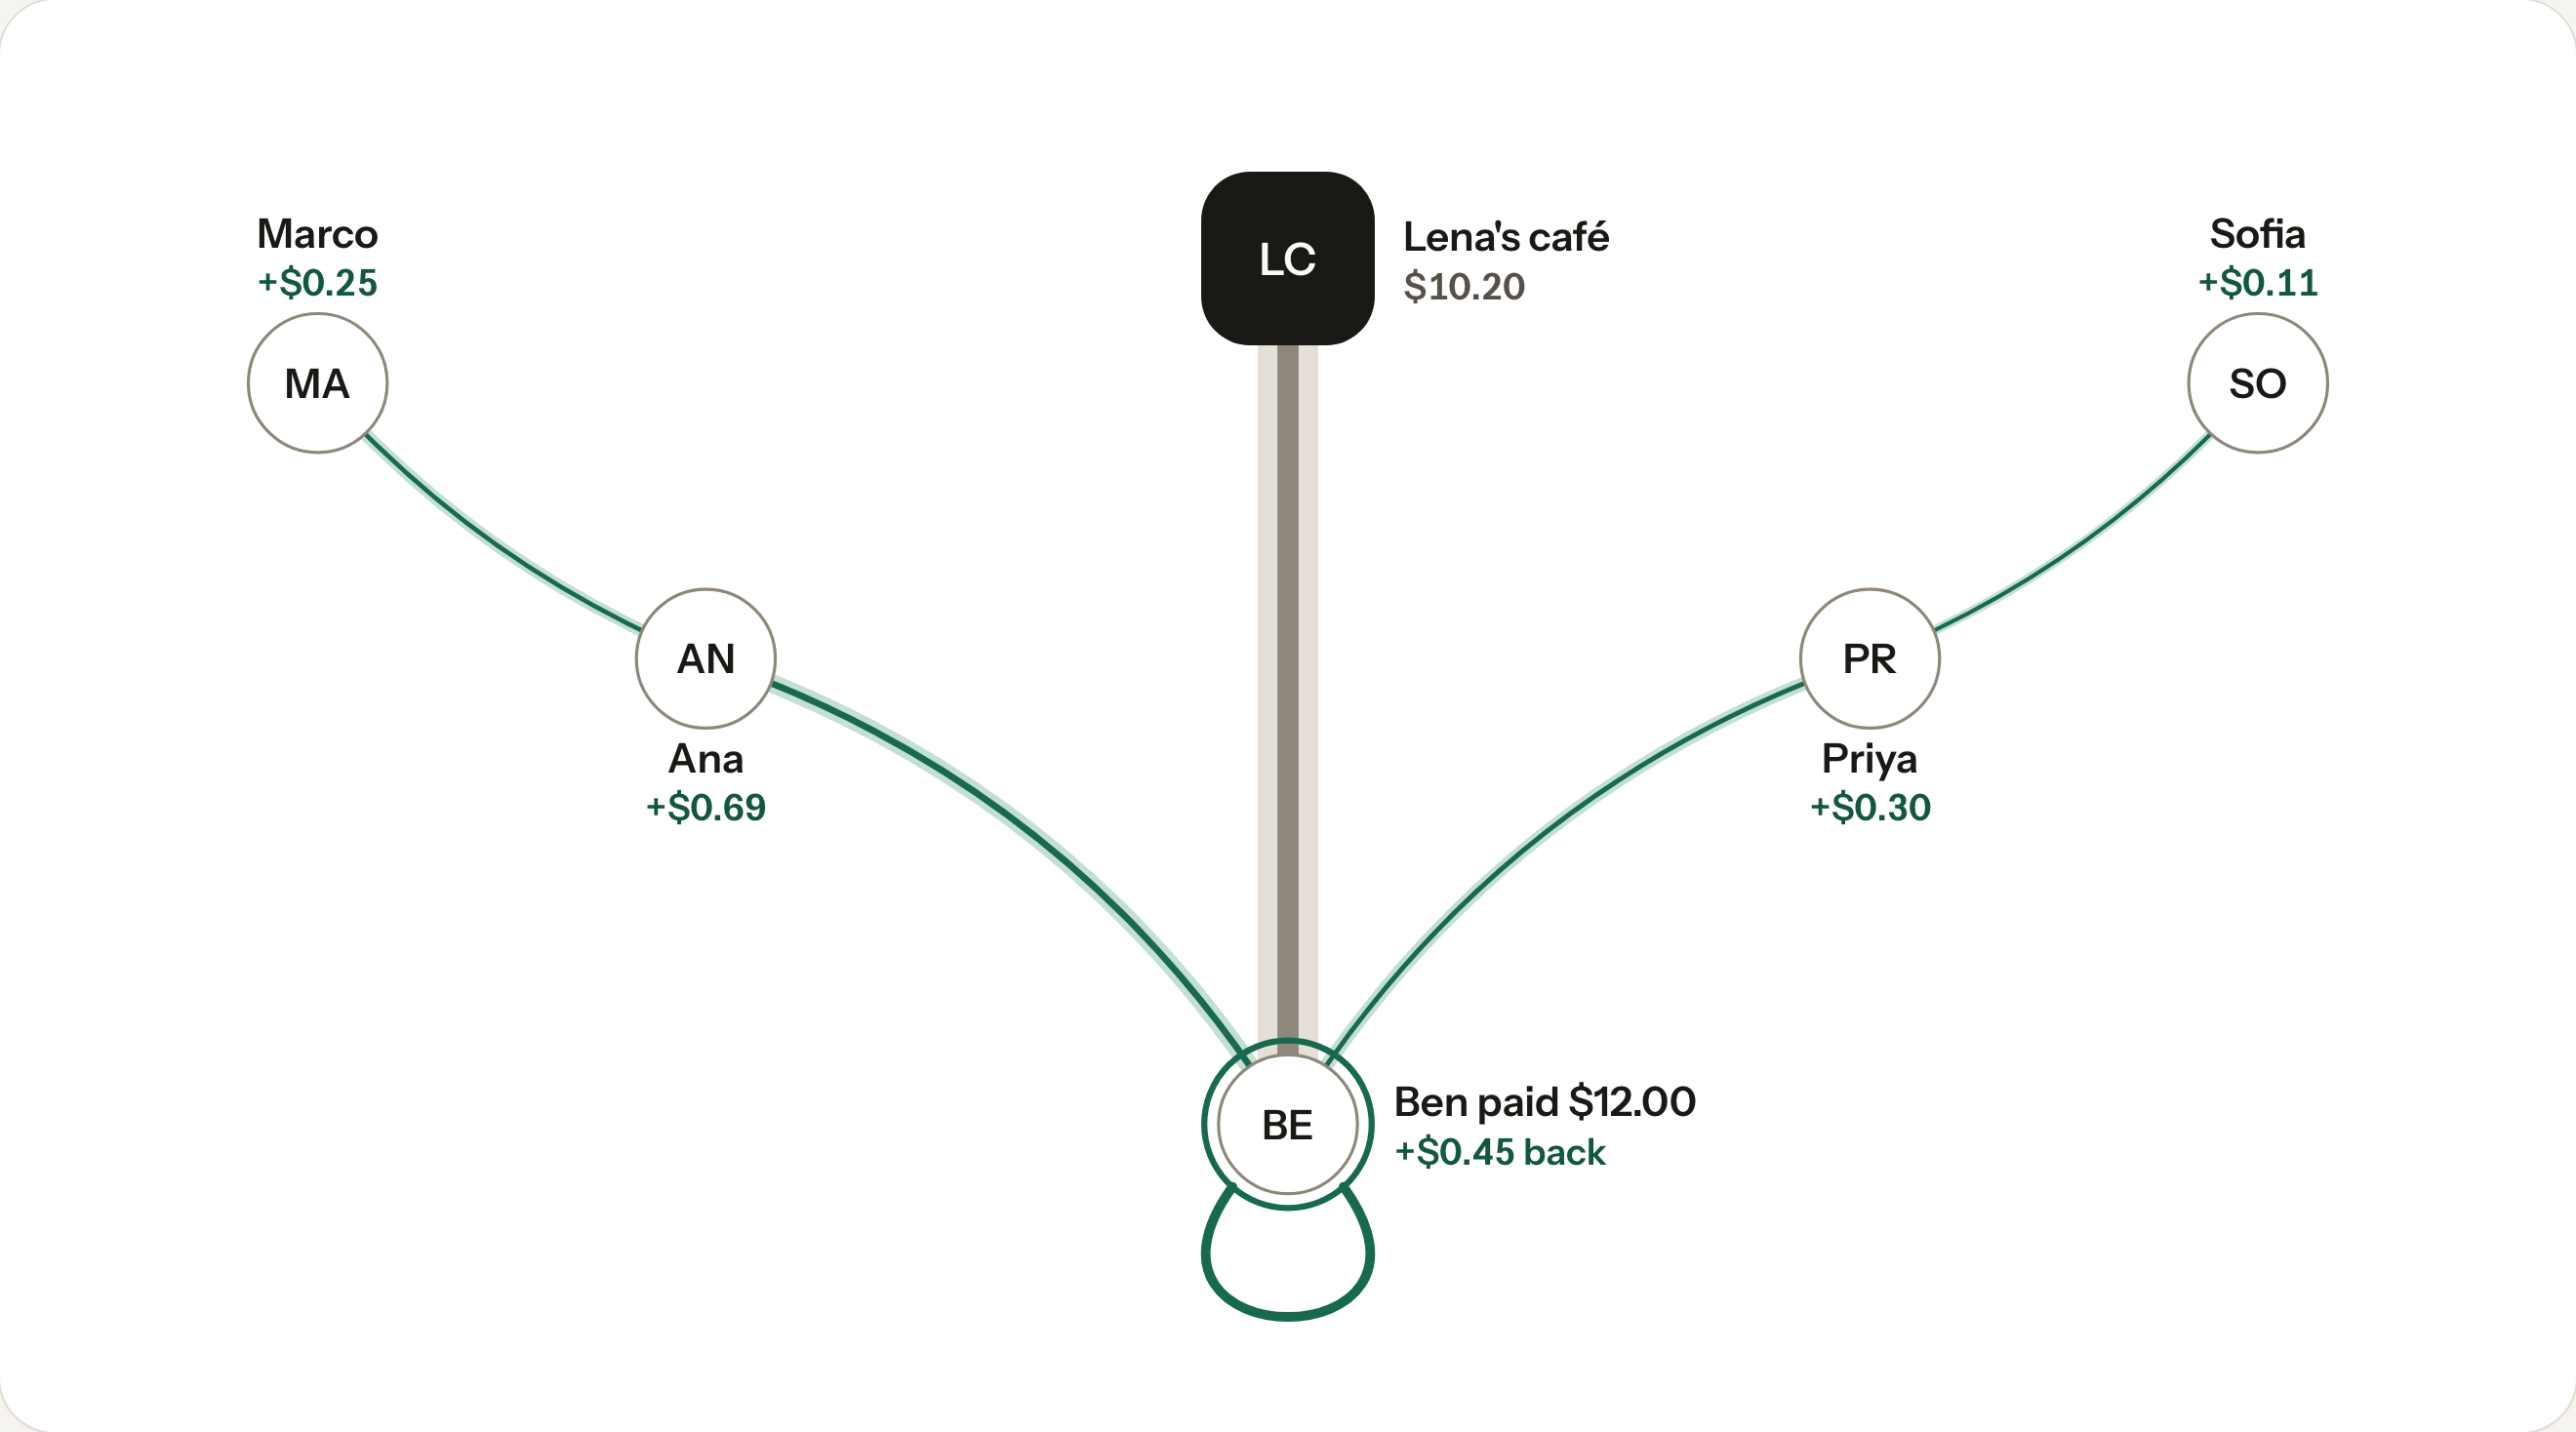 Marco
+$0.25
MA
LC
Lena's café
$10.20
Sofia
+$0.11
SO
AN
Ana
+$0.69
PR
Priya
+$0.30
BE
Ben paid $12.00
+$0.45 back